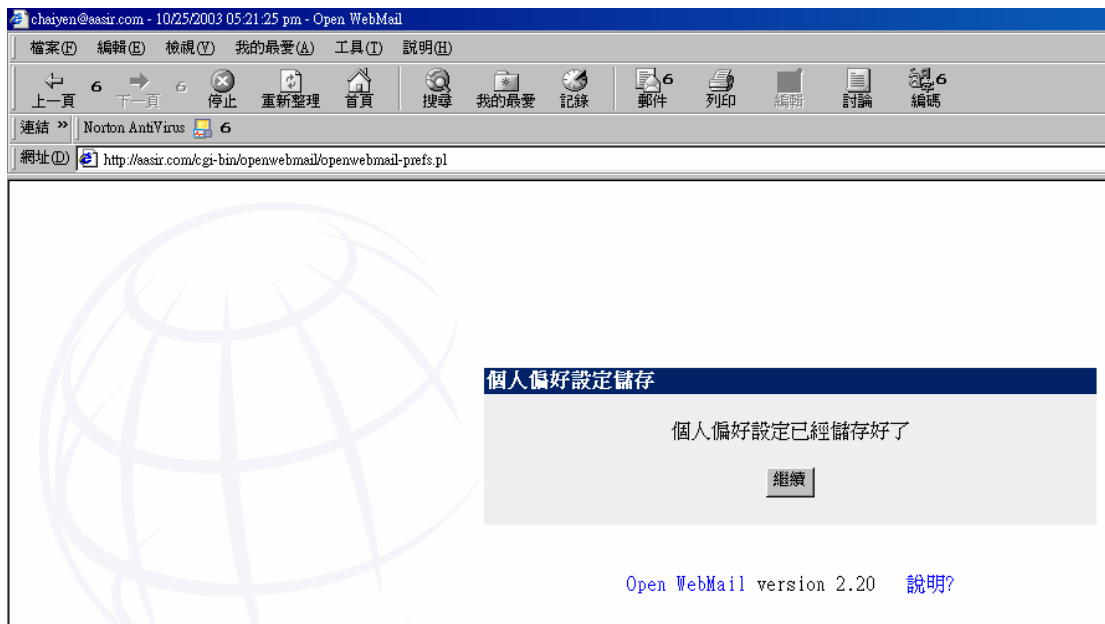 chaiyen@aasir.com - 10/25/2003 05:21:25 pm - Open WebMail
檔案(F) 編輯(E) 檢視(V) 我的最愛(A) 工具(T) 說明(H)
上一頁 6 下一頁 6 停止 重新整理 首頁 搜尋 我的最愛 記錄 郵件 6 列印 編輯 討論 編碼 6
連結 » Norton AntiVirus 6
網址(D) http://aasir.com/cgi-bin/openwebmail/openwebmail-prefs.pl
個人偏好設定儲存
個人偏好設定已經儲存好了
繼續
Open WebMail version 2.20 說明?